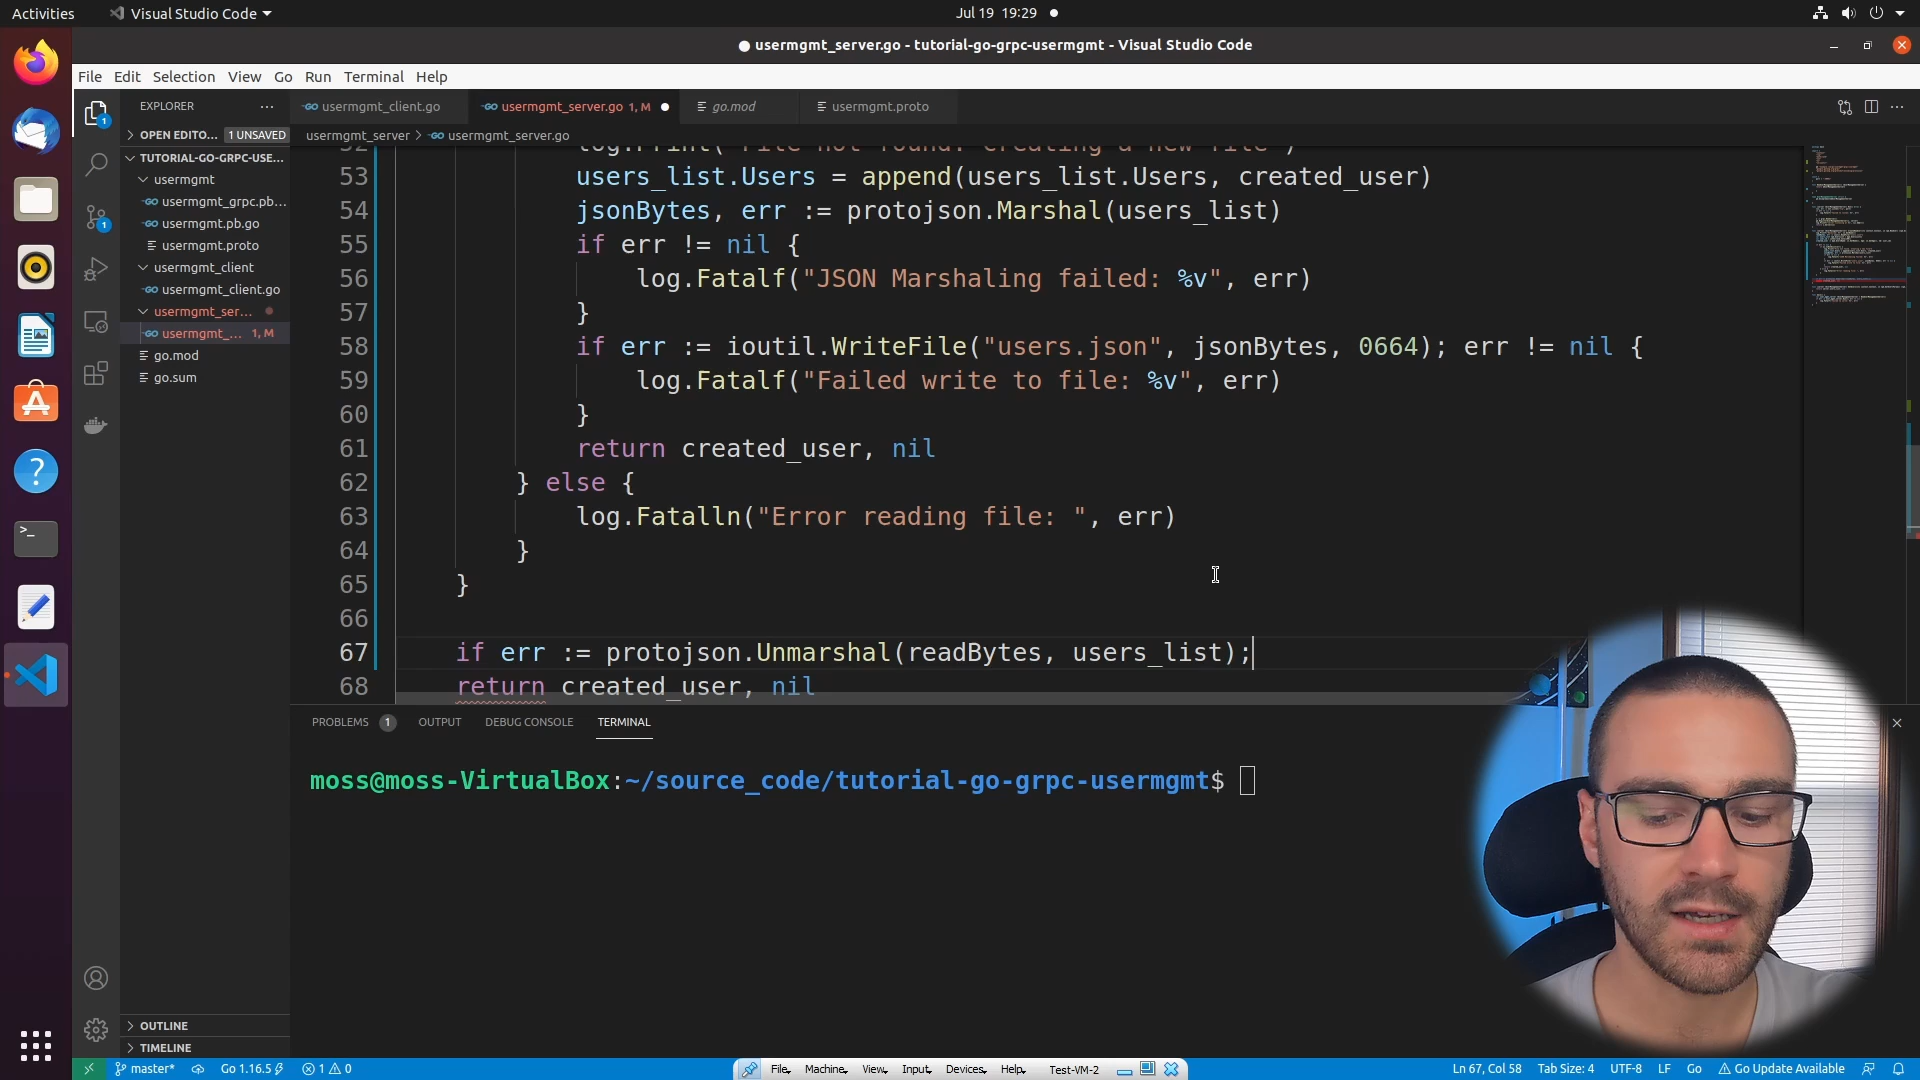 Activities
Visual Studio Code
Jul 19 19:29
usermgmt_server.go - tutorial-go-grpc-usermgmt - Visual Studio Code
File Edit Selection View Go Run Terminal Help
EXPLORER
usermgmt_client.go
usermgmt_server.go 1, M
go.mod
usermgmt.proto
OPEN EDITO... 1 UNSAVED
usermgmt_server > usermgmt_server.go
TUTORIAL-GO-GRPC-USE...
usermgmt
usermgmt_grpc.pb...
usermgmt.pb.go
usermgmt.proto
usermgmt_client
usermgmt_client.go
usermgmt_ser...
usermgmt_... 1, M
go.mod
go.sum
53 users_list.Users = append(users_list.Users, created_user)
54 jsonBytes, err := protojson.Marshal(users_list)
55 if err != nil {
56 log.Fatalf("JSON Marshaling failed: %v", err)
57 }
58 if err := ioutil.WriteFile("users.json", jsonBytes, 0664); err != nil {
59 log.Fatalf("Failed write to file: %v", err)
60 }
61 return created_user, nil
62 } else {
63 log.Fatalln("Error reading file: ", err)
64 }
65 }
66
67 if err := protojson.Unmarshal(readBytes, users_list);
68 return created_user, nil
PROBLEMS 1 OUTPUT DEBUG CONSOLE TERMINAL
moss@moss-VirtualBox:~/source_code/tutorial-go-grpc-usermgmt$
OUTLINE
TIMELINE
master* Go 1.16.5 1 0
File Machine View Input Devices Help Test-VM-2
Ln 67, Col 58 Tab Size: 4 UTF-8 LF Go Go Update Available